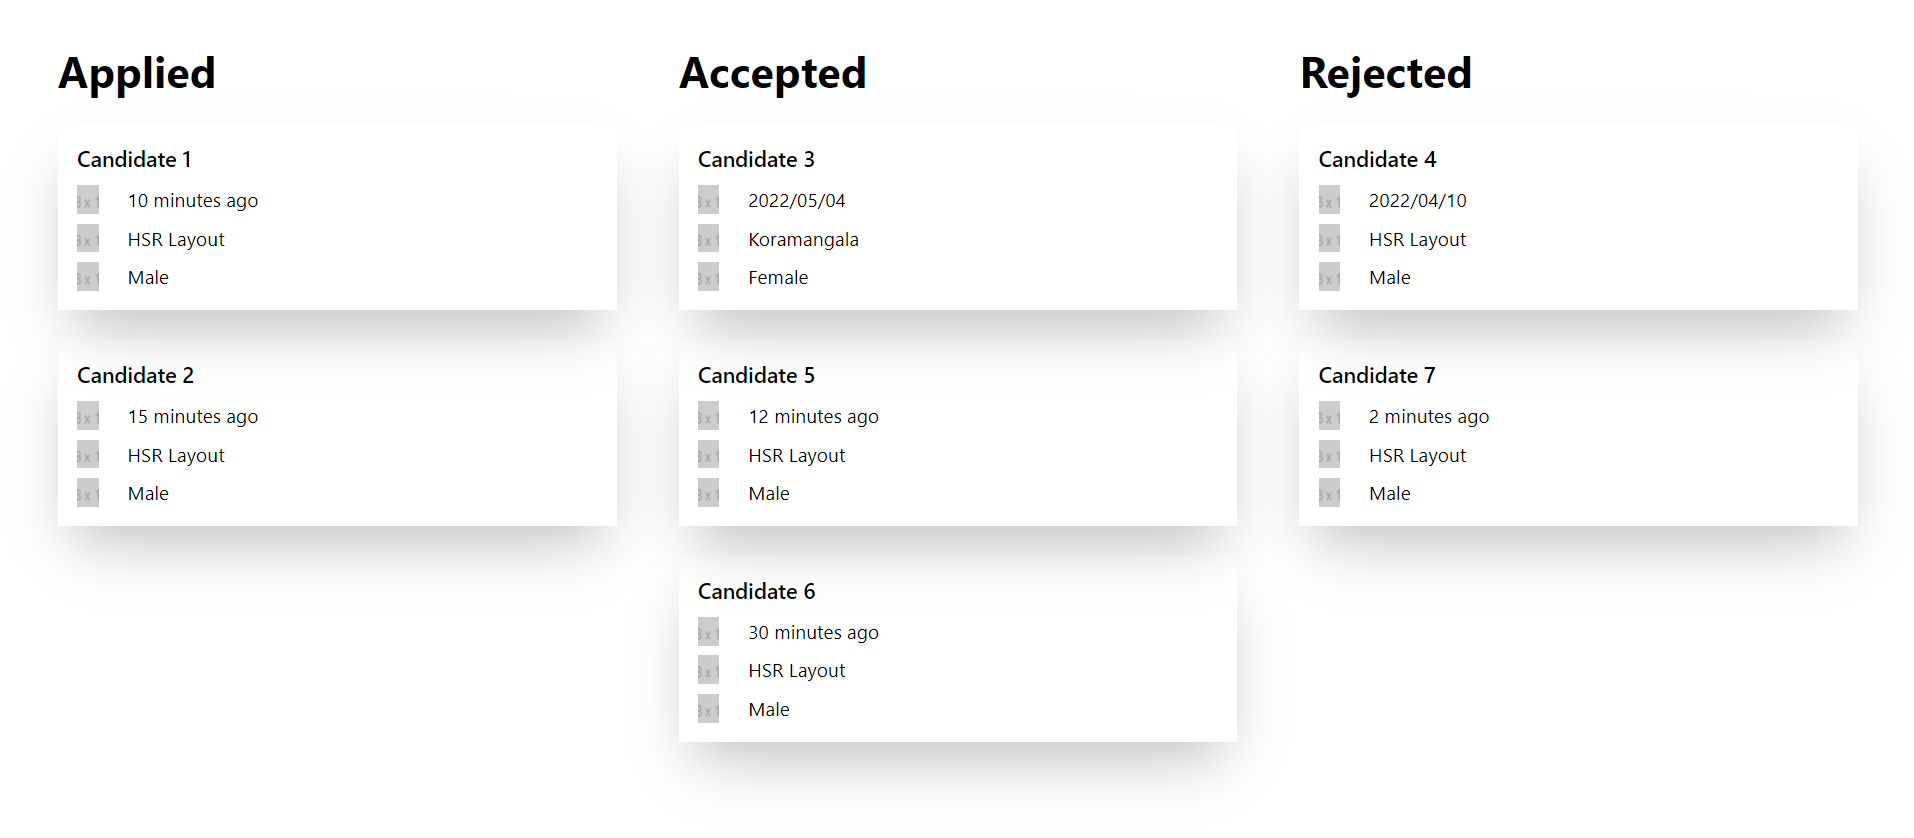 Applied
Candidate 1
10 minutes ago
HSR Layout
Male
Candidate 2
15 minutes ago
HSR Layout
Male
Accepted
Candidate 3
2022/05/04
Koramangala
Female
Candidate 5
12 minutes ago
HSR Layout
Male
Candidate 6
30 minutes ago
HSR Layout
Male
Rejected
Candidate 4
2022/04/10
HSR Layout
Male
Candidate 7
2 minutes ago
HSR Layout
Male